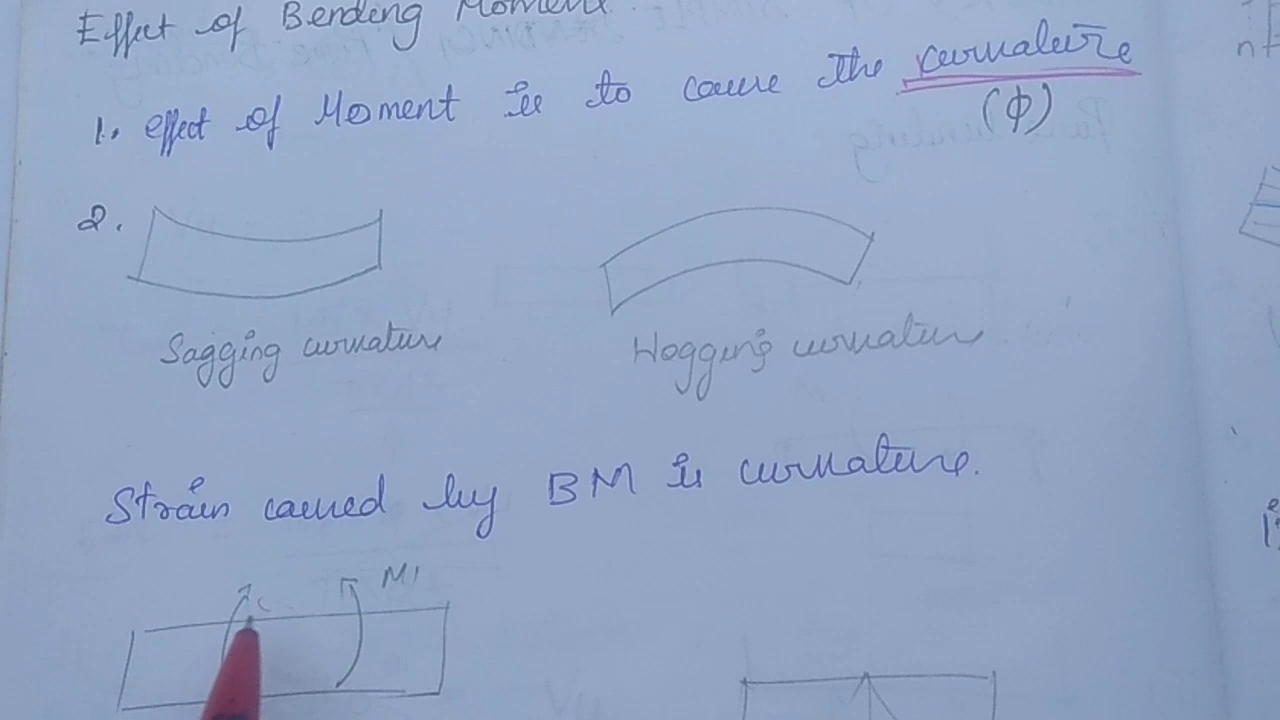 Effect of Bending Moment
1. effect of Moment is to cause the curvature
(φ)
2.
Sagging curvature
Hogging curvature
Strain caused by BM is curvature.
M1